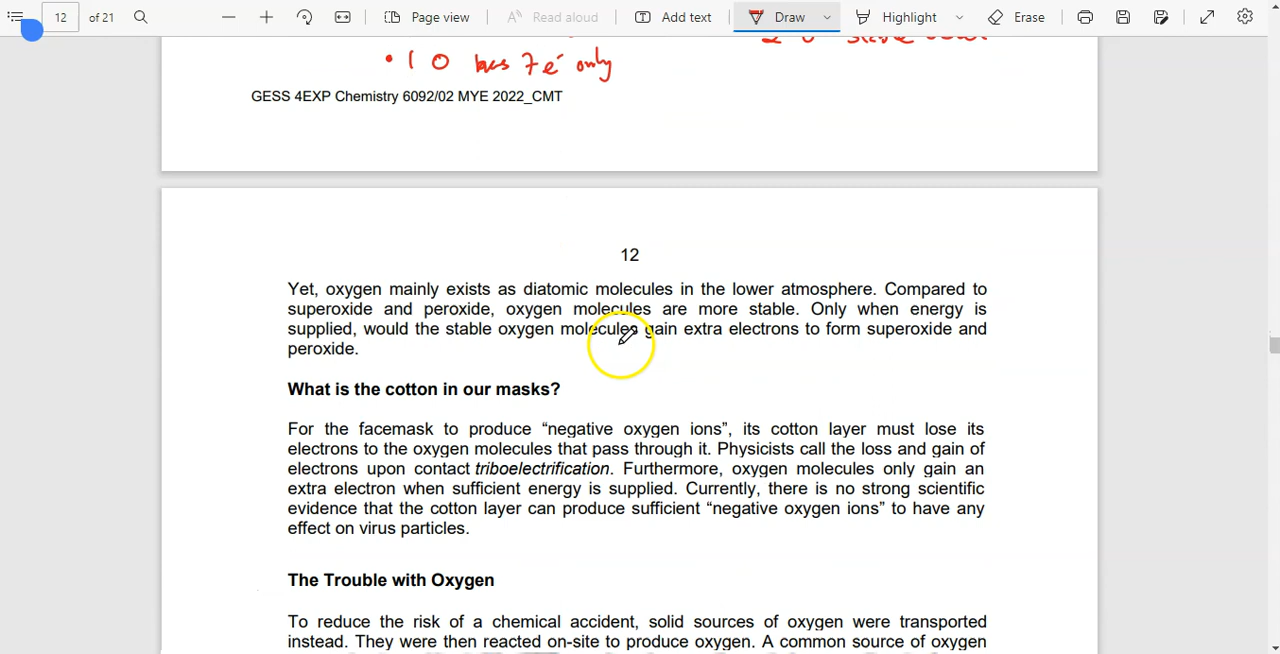 12 of 21 Page view Read aloud Add text Draw Highlight Erase
• 1 O has 7 e⁻ only
GESS 4EXP Chemistry 6092/02 MYE 2022_CMT
12
Yet, oxygen mainly exists as diatomic molecules in the lower atmosphere. Compared to
superoxide and peroxide, oxygen molecules are more stable. Only when energy is
supplied, would the stable oxygen molecules gain extra electrons to form superoxide and
peroxide.
What is the cotton in our masks?
For the facemask to produce “negative oxygen ions”, its cotton layer must lose its
electrons to the oxygen molecules that pass through it. Physicists call the loss and gain of
electrons upon contact triboelectrification. Furthermore, oxygen molecules only gain an
extra electron when sufficient energy is supplied. Currently, there is no strong scientific
evidence that the cotton layer can produce sufficient “negative oxygen ions” to have any
effect on virus particles.
The Trouble with Oxygen
To reduce the risk of a chemical accident, solid sources of oxygen were transported
instead. They were then reacted on-site to produce oxygen. A common source of oxygen